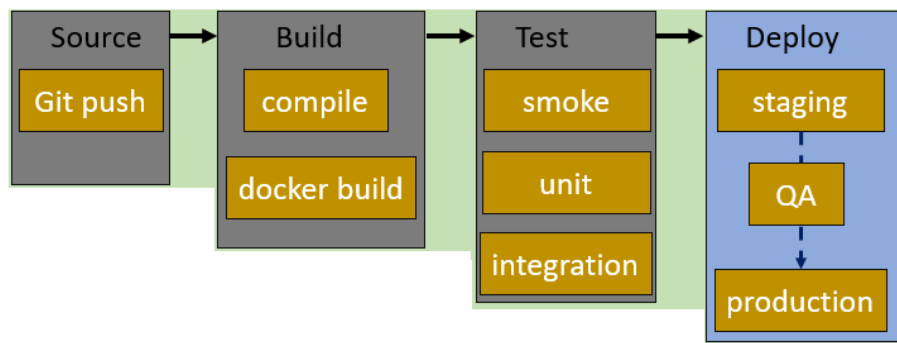 Source
Git push
Build
compile
docker build
Test
smoke
unit
integration
Deploy
staging
QA
production